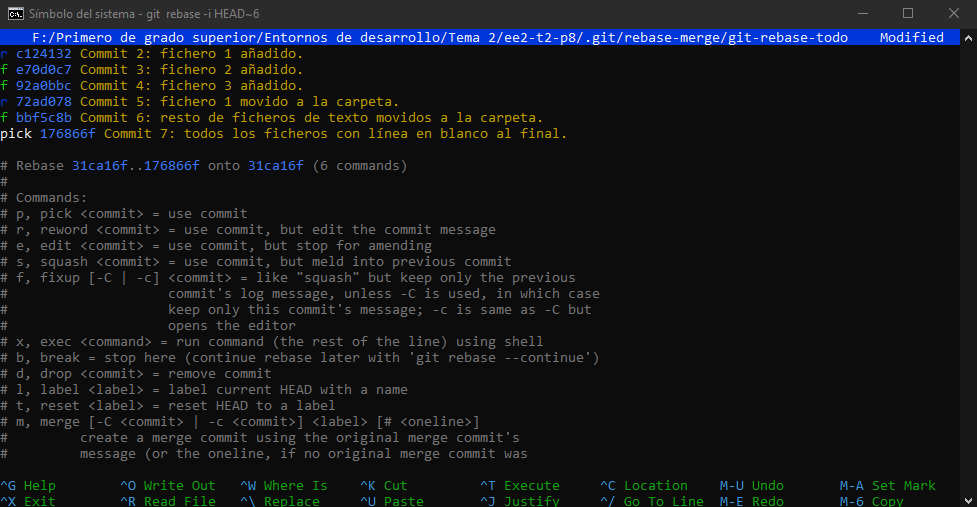 Símbolo del sistema - git rebase -i HEAD~6
F:/Primero de grado superior/Entornos de desarrollo/Tema 2/ee2-t2-p8/.git/rebase-merge/git-rebase-todo Modified
r c124132 Commit 2: fichero 1 añadido.
f e70d0c7 Commit 3: fichero 2 añadido.
f 92a0bbc Commit 4: fichero 3 añadido.
r 72ad078 Commit 5: fichero 1 movido a la carpeta.
f bbf5c8b Commit 6: resto de ficheros de texto movidos a la carpeta.
pick 176866f Commit 7: todos los ficheros con línea en blanco al final.
# Rebase 31ca16f..176866f onto 31ca16f (6 commands)
#
# Commands:
# p, pick <commit> = use commit
# r, reword <commit> = use commit, but edit the commit message
# e, edit <commit> = use commit, but stop for amending
# s, squash <commit> = use commit, but meld into previous commit
# f, fixup [-C | -c] <commit> = like "squash" but keep only the previous
# commit's log message, unless -C is used, in which case
# keep only this commit's message; -c is same as -C but
# opens the editor
# x, exec <command> = run command (the rest of the line) using shell
# b, break = stop here (continue rebase later with 'git rebase --continue')
# d, drop <commit> = remove commit
# l, label <label> = label current HEAD with a name
# t, reset <label> = reset HEAD to a label
# m, merge [-C <commit> | -c <commit>] <label> [# <oneline>]
# create a merge commit using the original merge commit's
# message (or the oneline, if no original merge commit was
^G Help ^O Write Out ^W Where Is ^K Cut ^T Execute ^C Location M-U Undo M-A Set Mark
^X Exit ^R Read File ^\ Replace ^U Paste ^J Justify ^/ Go To Line M-E Redo M-6 Copy